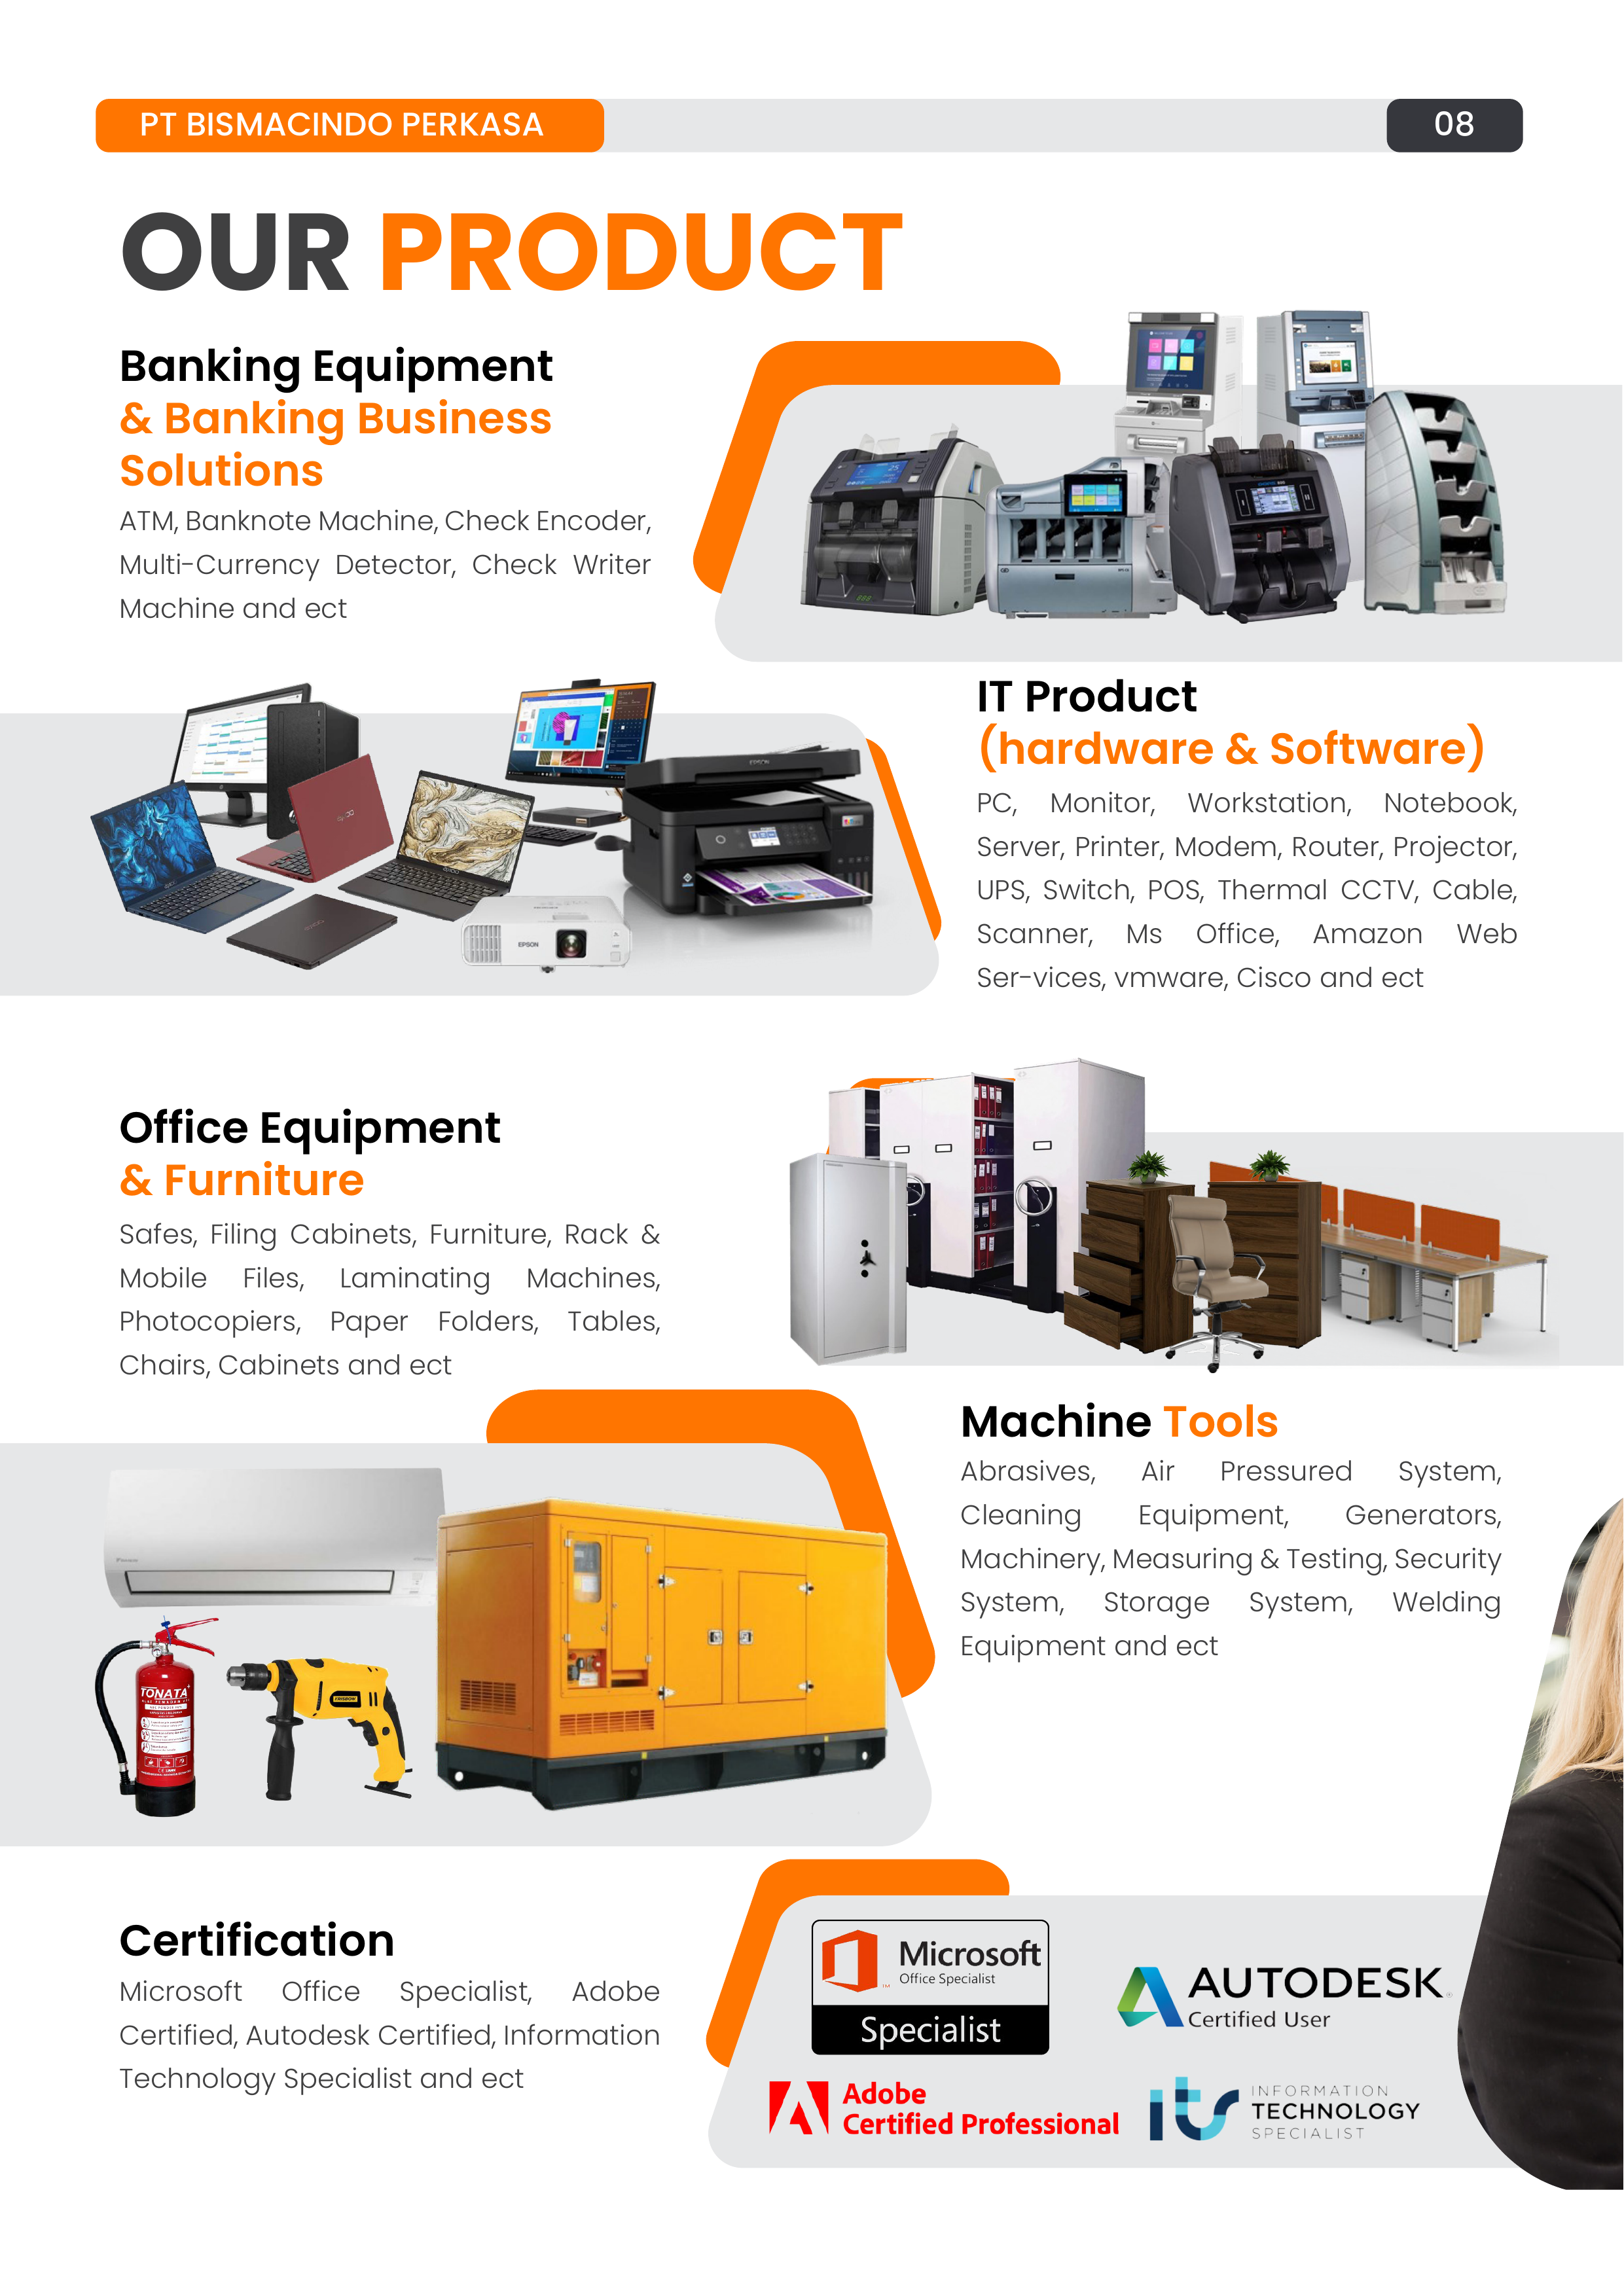 PT BISMACINDO PERKASA
08
OUR PRODUCT
Banking Equipment
& Banking Business
Solutions
ATM, Banknote Machine, Check Encoder,
Multi-Currency Detector, Check Writer
Machine and ect
IT Product
(hardware & Software)
PC, Monitor, Workstation, Notebook,
Server, Printer, Modem, Router, Projector,
UPS, Switch, POS, Thermal CCTV, Cable,
Scanner, Ms Office, Amazon Web
Ser-vices, vmware, Cisco and ect
EPSON
EPSON
Office Equipment
& Furniture
Safes, Filing Cabinets, Furniture, Rack &
Mobile Files, Laminating Machines,
Photocopiers, Paper Folders, Tables,
Chairs, Cabinets and ect
Machine Tools
Abrasives, Air Pressured System,
Cleaning Equipment, Generators,
Machinery, Measuring & Testing, Security
System, Storage System, Welding
Equipment and ect
TONATA
Certification
Microsoft Office Specialist, Adobe
Certified, Autodesk Certified, Information
Technology Specialist and ect
Microsoft
Office Specialist
Specialist
AUTODESK
Certified User
Adobe
Certified Professional
its
INFORMATION
TECHNOLOGY
SPECIALIST